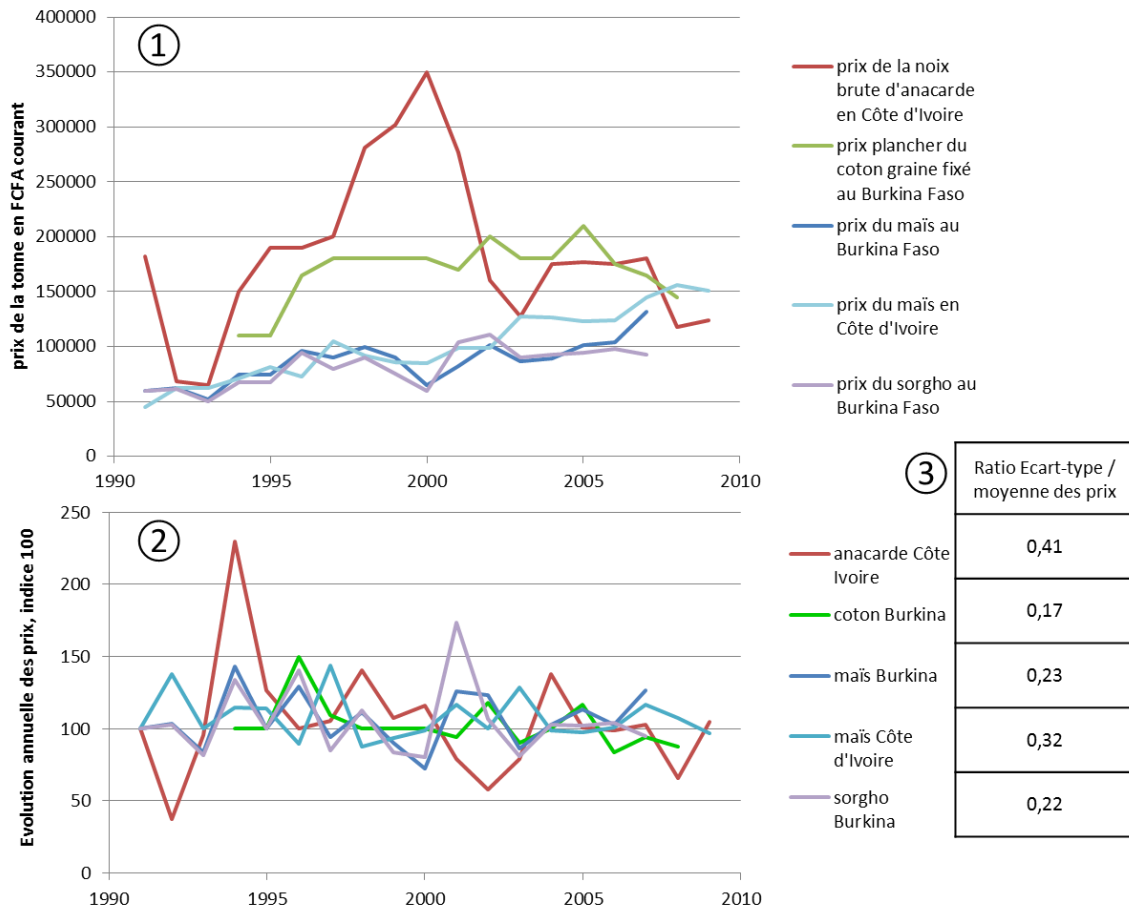 ①
prix de la tonne en FCFA courant
400000
350000
300000
250000
200000
150000
100000
50000
0
1990
1995
2000
2005
2010
prix de la noix
brute d'anacarde
en Côte d'Ivoire
prix plancher du
coton graine fixé
au Burkina Faso
prix du maïs au
Burkina Faso
prix du maïs en
Côte d'Ivoire
prix du sorgho au
Burkina Faso
②
Evolution annuelle des prix, indice 100
250
200
150
100
50
0
1990
1995
2000
2005
2010
anacarde Côte
Ivoire
coton Burkina
maïs Burkina
maïs Côte
d'Ivoire
sorgho
Burkina
③
Ratio Ecart-type /
moyenne des prix
0,41
0,17
0,23
0,32
0,22